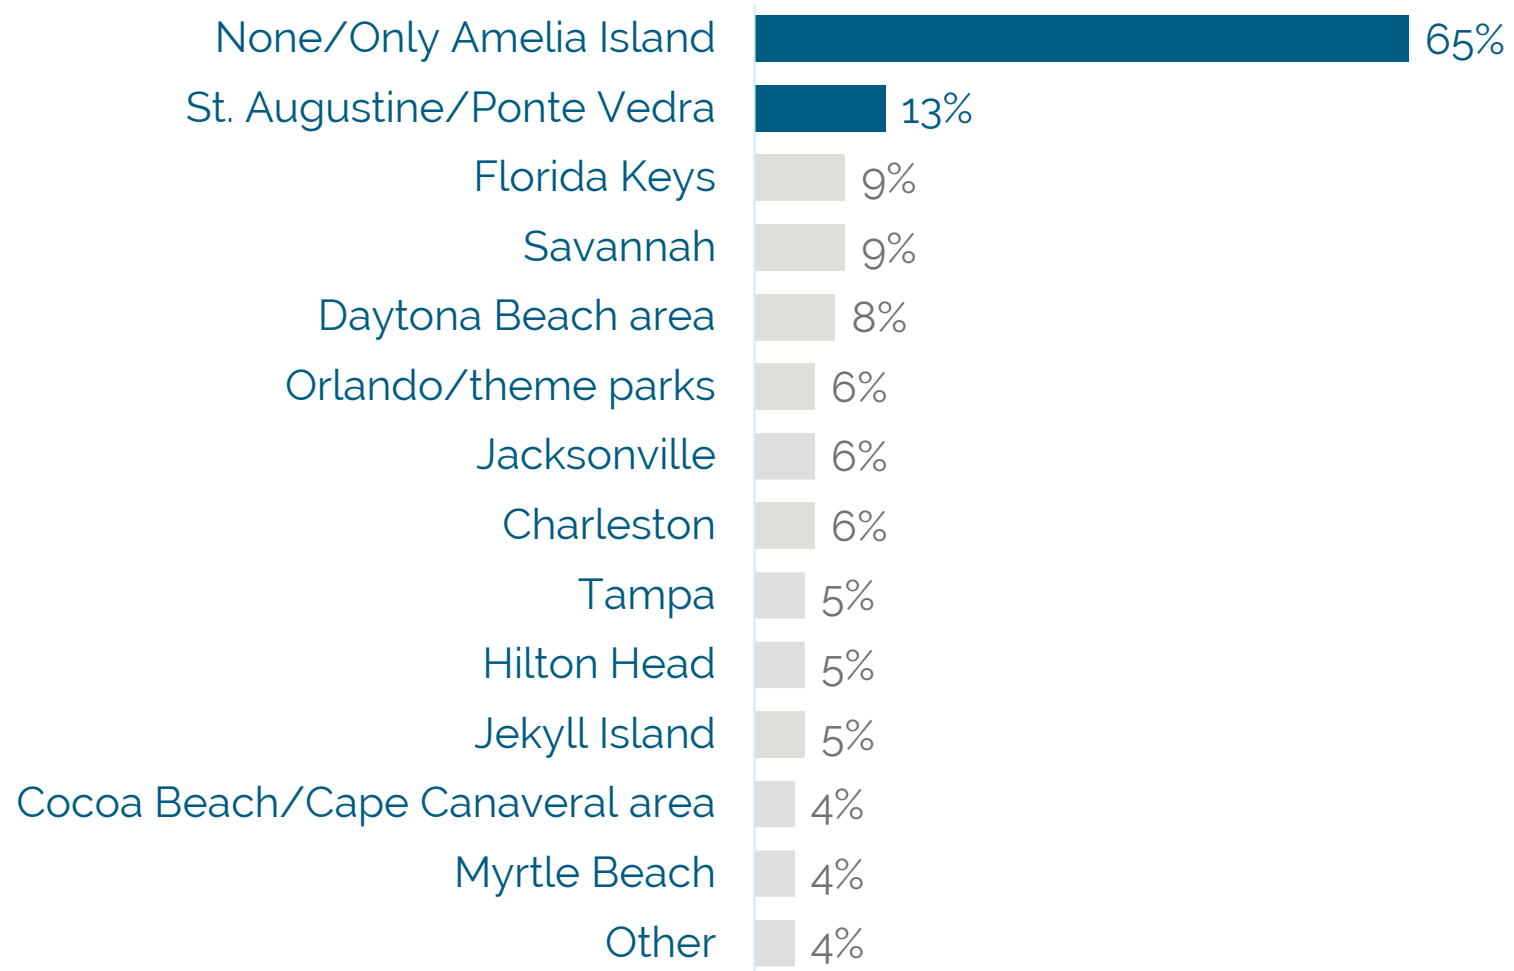 None/Only Amelia Island 65%
St. Augustine/Ponte Vedra 13%
Florida Keys 9%
Savannah 9%
Daytona Beach area 8%
Orlando/theme parks 6%
Jacksonville 6%
Charleston 6%
Tampa 5%
Hilton Head 5%
Jekyll Island 5%
Cocoa Beach/Cape Canaveral area 4%
Myrtle Beach 4%
Other 4%